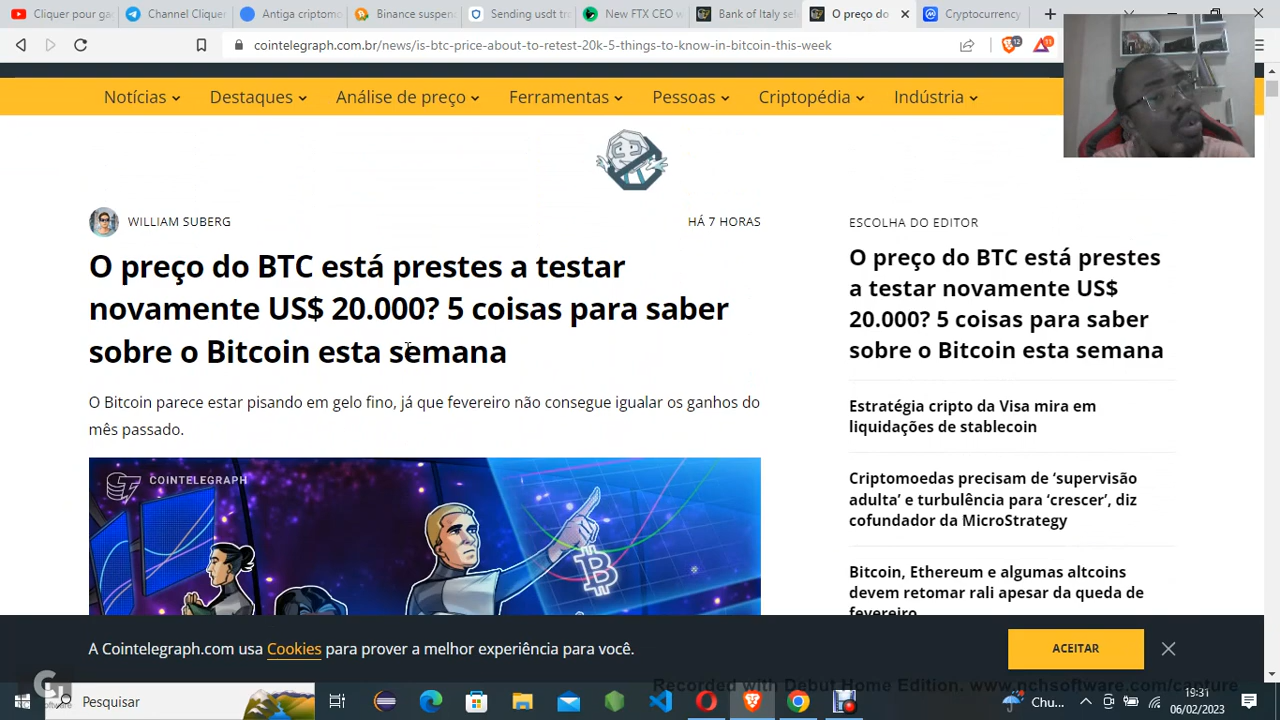 Cliquer pour ga
Channel Clique
Antiga criptom
Binance suspen
Sending usdt tr
New FTX CEO w
Bank of Italy se
O preço do
Cryptocurrency
cointelegraph.com.br/news/is-btc-price-about-to-retest-20k-5-things-to-know-in-bitcoin-this-week
12
11
Notícias
Destaques
Análise de preço
Ferramentas
Pessoas
Criptopédia
Indústria
WILLIAM SUBERG
HÁ 7 HORAS
O preço do BTC está prestes a testar
novamente US$ 20.000? 5 coisas para saber
sobre o Bitcoin esta semana
O Bitcoin parece estar pisando em gelo fino, já que fevereiro não consegue igualar os ganhos do
mês passado.
COINTELEGRAPH
ESCOLHA DO EDITOR
O preço do BTC está prestes
a testar novamente US$
20.000? 5 coisas para saber
sobre o Bitcoin esta semana
Estratégia cripto da Visa mira em
liquidações de stablecoin
Criptomoedas precisam de ‘supervisão
adulta’ e turbulência para ‘crescer’, diz
cofundador da MicroStrategy
Bitcoin, Ethereum e algumas altcoins
devem retomar rali apesar da queda de
fevereiro
A Cointelegraph.com usa Cookies para prover a melhor experiência para você.
ACEITAR
Recorded with Debut Home Edition. www.nchsoftware.com/capture
Pesquisar
Chu...
19:31
06/02/2023